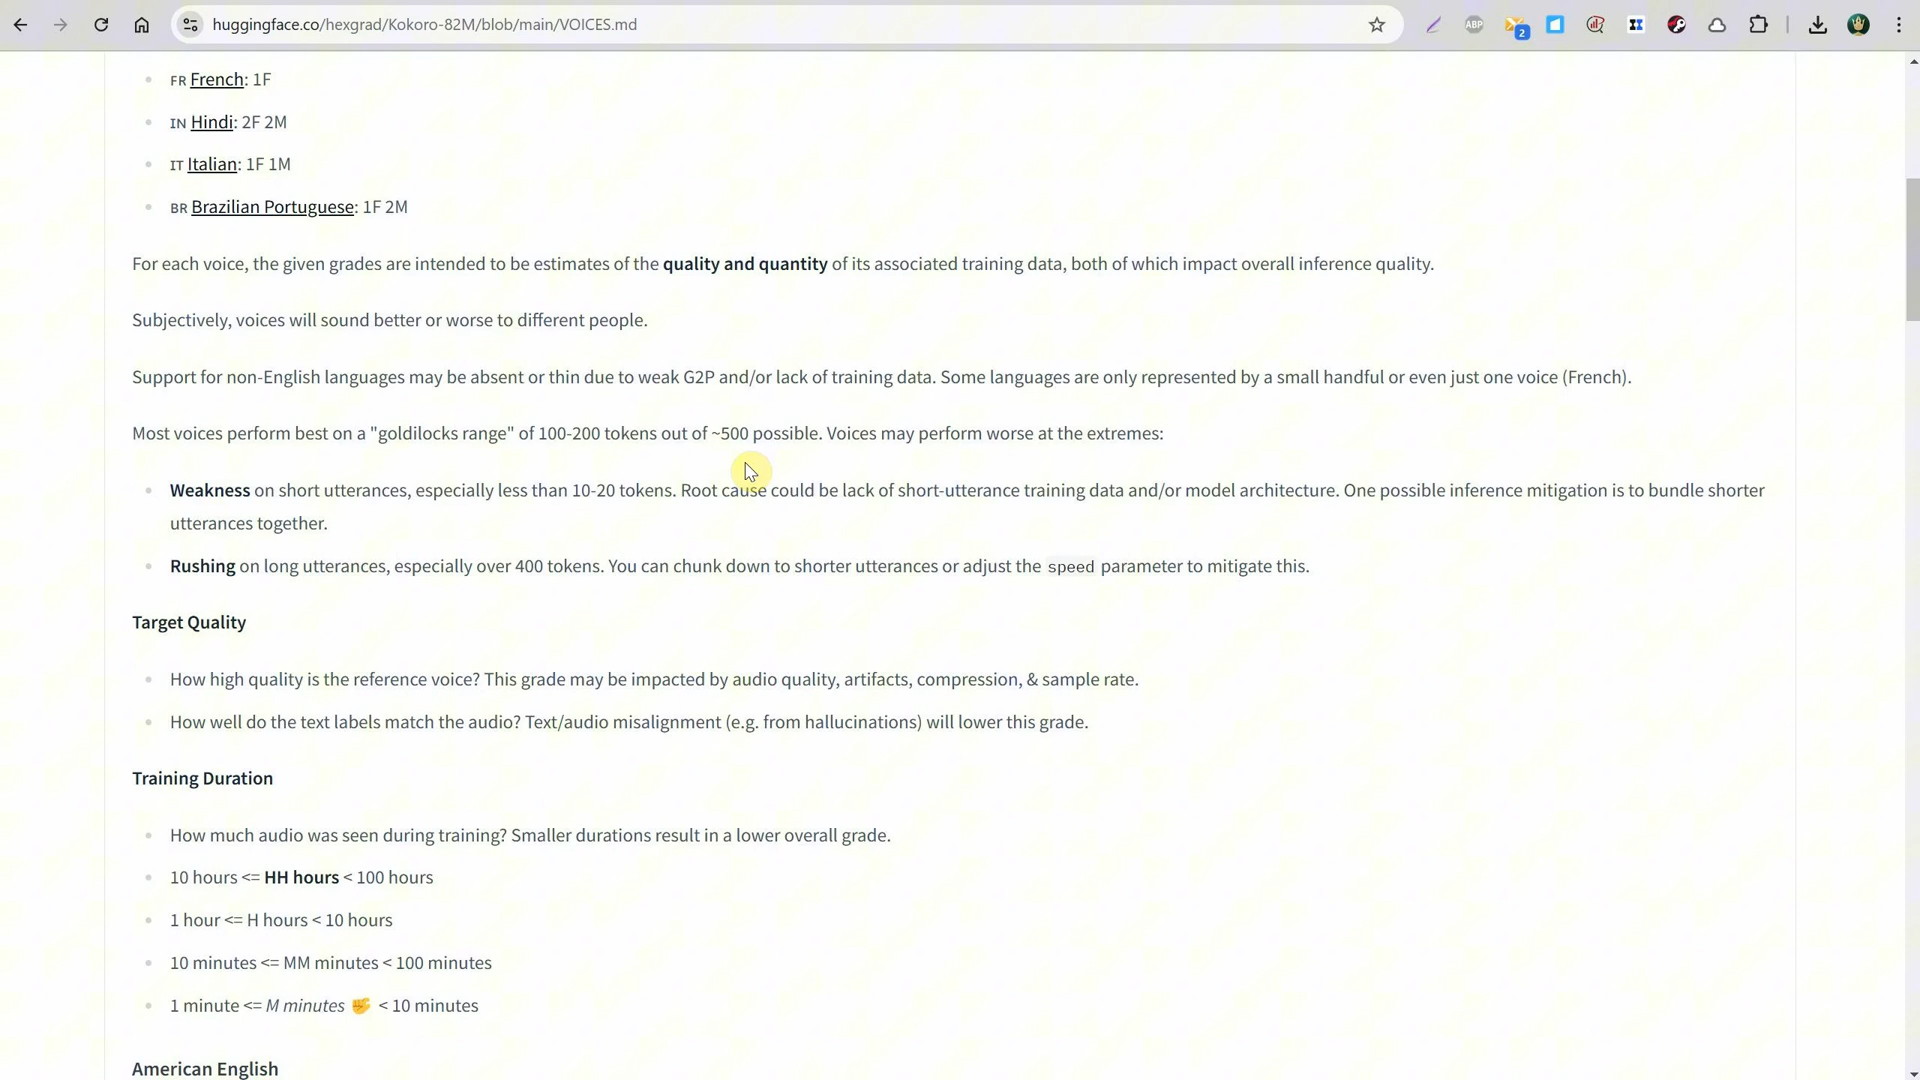 huggingface.co/hexgrad/Kokoro-82M/blob/main/VOICES.md
ABP
2
FR French: 1F
IN Hindi: 2F 2M
IT Italian: 1F 1M
BR Brazilian Portuguese: 1F 2M
For each voice, the given grades are intended to be estimates of the quality and quantity of its associated training data, both of which impact overall inference quality.
Subjectively, voices will sound better or worse to different people.
Support for non-English languages may be absent or thin due to weak G2P and/or lack of training data. Some languages are only represented by a small handful or even just one voice (French).
Most voices perform best on a "goldilocks range" of 100-200 tokens out of ~500 possible. Voices may perform worse at the extremes:
Weakness on short utterances, especially less than 10-20 tokens. Root cause could be lack of short-utterance training data and/or model architecture. One possible inference mitigation is to bundle shorter
utterances together.
Rushing on long utterances, especially over 400 tokens. You can chunk down to shorter utterances or adjust the speed parameter to mitigate this.
Target Quality
How high quality is the reference voice? This grade may be impacted by audio quality, artifacts, compression, & sample rate.
How well do the text labels match the audio? Text/audio misalignment (e.g. from hallucinations) will lower this grade.
Training Duration
How much audio was seen during training? Smaller durations result in a lower overall grade.
10 hours <= HH hours < 100 hours
1 hour <= H hours < 10 hours
10 minutes <= MM minutes < 100 minutes
1 minute <= M minutes 🤏 < 10 minutes
American English